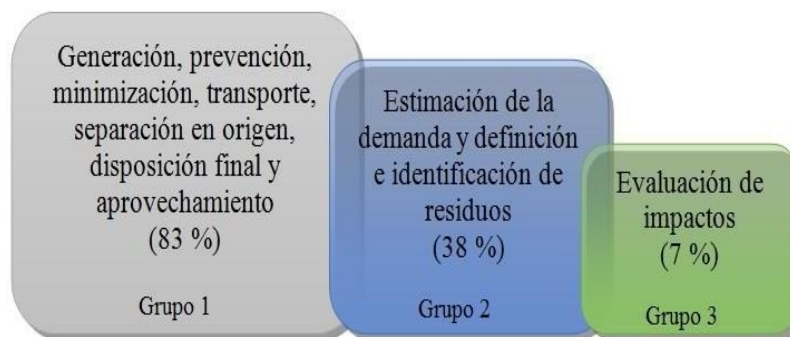 Generación, prevención,
minimización, transporte,
separación en origen,
disposición final y
aprovechamiento
(83 %)
Grupo 1
Estimación de la
demanda y definición
e identificación de
residuos
(38 %)
Grupo 2
Evaluación de
impactos
(7 %)
Grupo 3